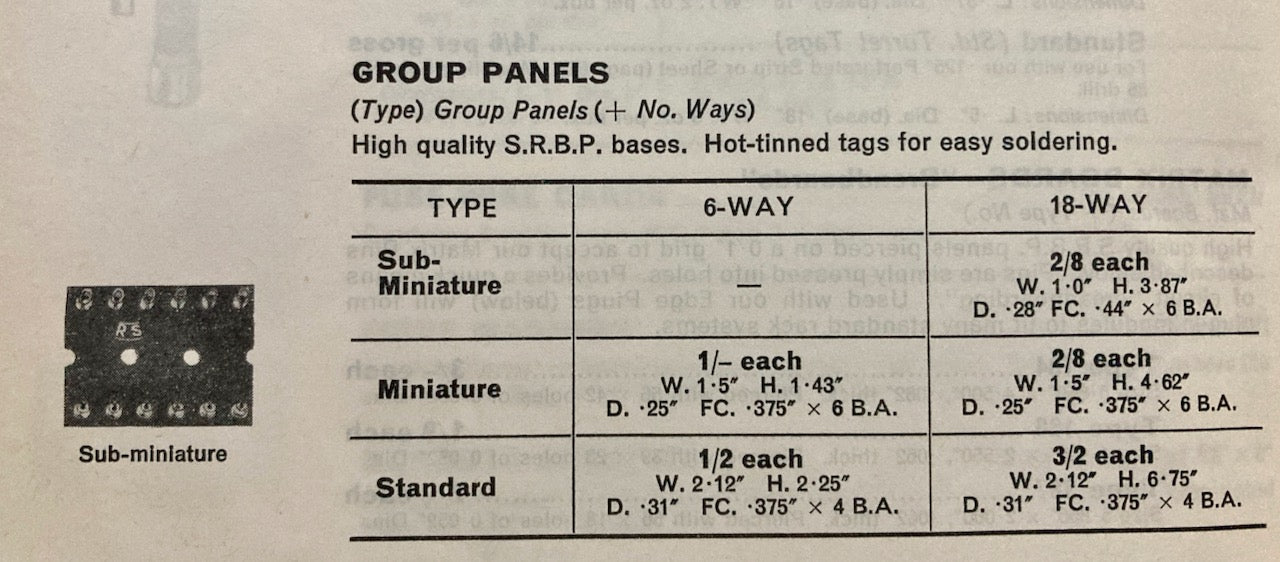 GROUP PANELS
(Type) Group Panels (+ No. Ways)
High quality S.R.B.P. bases. Hot-tinned tags for easy soldering.
TYPE 6-WAY 18-WAY
Sub-
Miniature — 2/8 each
W. 1·0″ H. 3·87″
D. ·28″ FC. ·44″ × 6 B.A.
Miniature
1/– each
W. 1·5″ H. 1·43″
D. ·25″ FC. ·375″ × 6 B.A.
2/8 each
W. 1·5″ H. 4·62″
D. ·25″ FC. ·375″ × 6 B.A.
Standard
1/2 each
W. 2·12″ H. 2·25″
D. ·31″ FC. ·375″ × 4 B.A.
3/2 each
W. 2·12″ H. 6·75″
D. ·31″ FC. ·375″ × 4 B.A.
RS
Sub-miniature